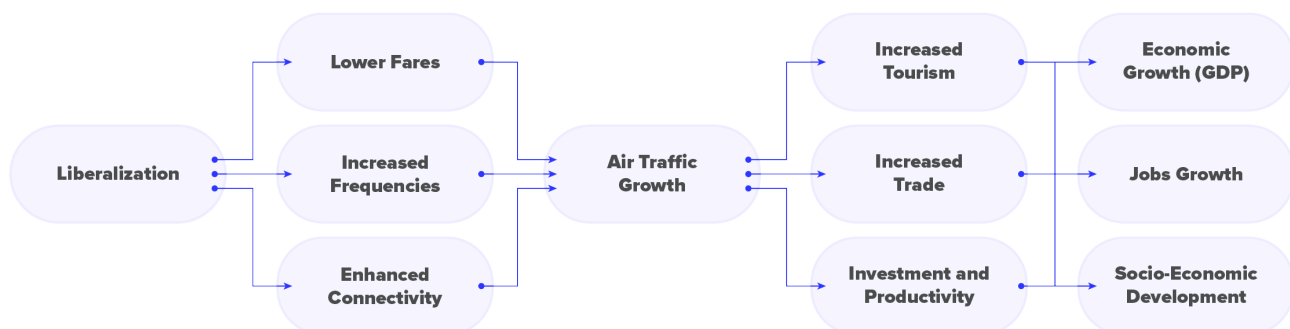 Liberalization
Lower Fares
Increased
Frequencies
Enhanced
Connectivity
Air Traffic
Growth
Increased
Tourism
Increased
Trade
Investment and
Productivity
Economic
Growth (GDP)
Jobs Growth
Socio-Economic
Development